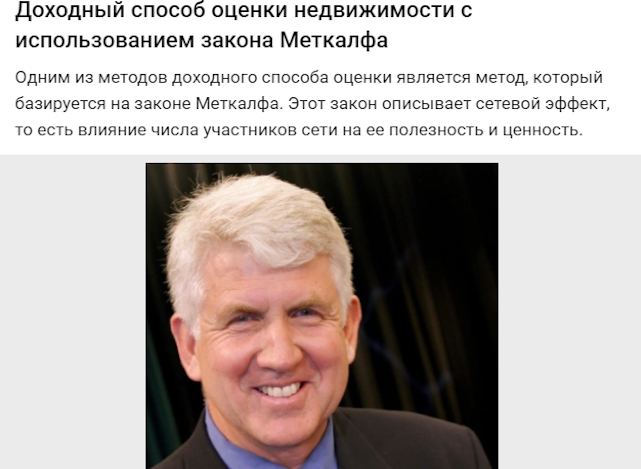 Доходный способ оценки недвижимости с
использованием закона Меткалфа
Одним из методов доходного способа оценки является метод, который
базируется на законе Меткалфа. Этот закон описывает сетевой эффект,
то есть влияние числа участников сети на ее полезность и ценность.